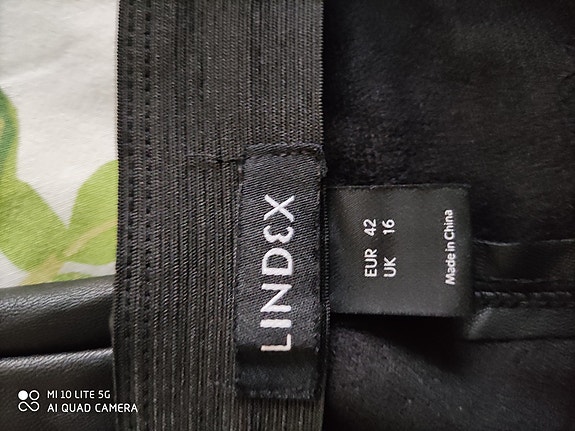 LINDEX
EUR 42
UK 16
Made in China
MI 10 LITE 5G
AI QUAD CAMERA